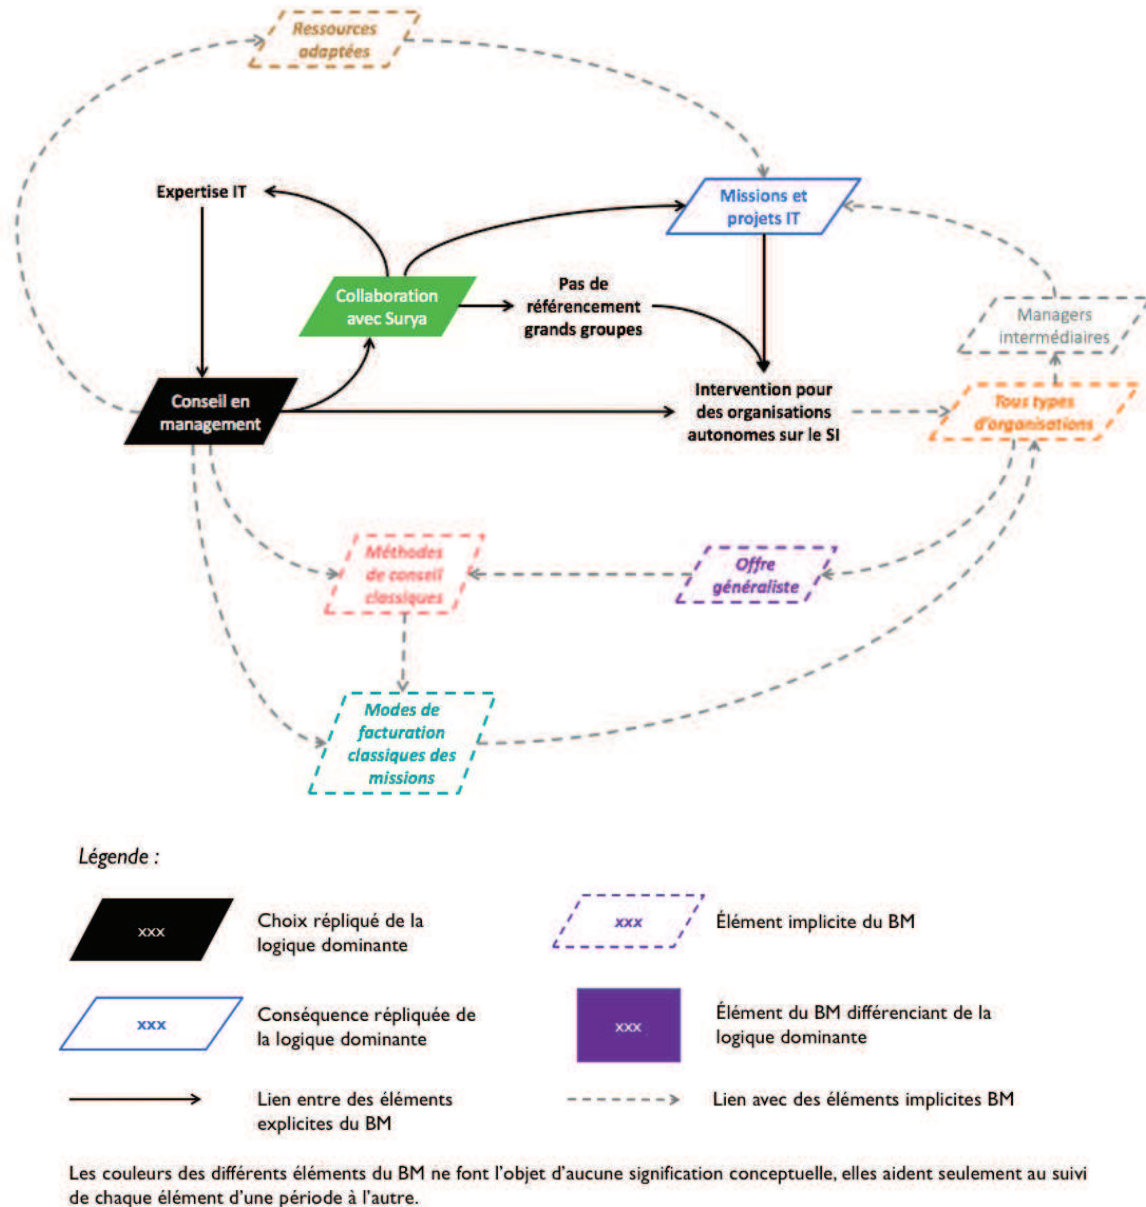 Ressources
adaptées
Expertise IT
Missions et
projets IT
Collaboration
avec Surya
Pas de
référencement
grands groupes
Managers
intermédiaires
Conseil en
management
Intervention pour
des organisations
autonomes sur le SI
Tous types
d'organisations
Méthodes
de conseil
classiques
Offre
généraliste
Modes de
facturation
classiques des
missions
Légende :
xxx
Choix répliqué de la
logique dominante
xxx
Élément implicite du BM
xxx
Conséquence répliquée de
la logique dominante
xxx
Élément du BM différenciant de la
logique dominante
Lien entre des éléments
explicites du BM
Lien avec des éléments implicites BM
Les couleurs des différents éléments du BM ne font l'objet d'aucune signification conceptuelle, elles aident seulement au suivi
de chaque élément d'une période à l'autre.